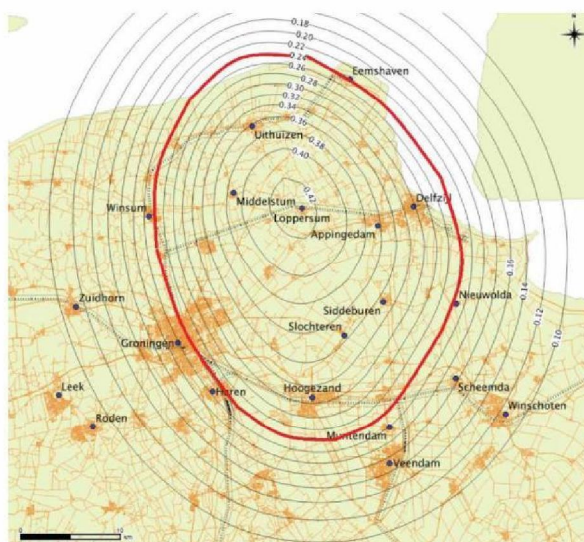 0.18
0.20
0.22
0.24
0.26
0.28
0.30
0.32
0.34
0.36
0.38
0.40
0.42
Eemshaven
Uithuizen
Middelstum
Winsum
Loppersum
Delfzijl
Appingedam
0.16
0.14
0.12
0.10
Zuidhorn
Siddeburen
Nieuwolda
Slochteren
Groningen
Leek
Haren
Hoogezand
Scheemda
Winschoten
Roden
Muntendam
Veendam
0
10
km